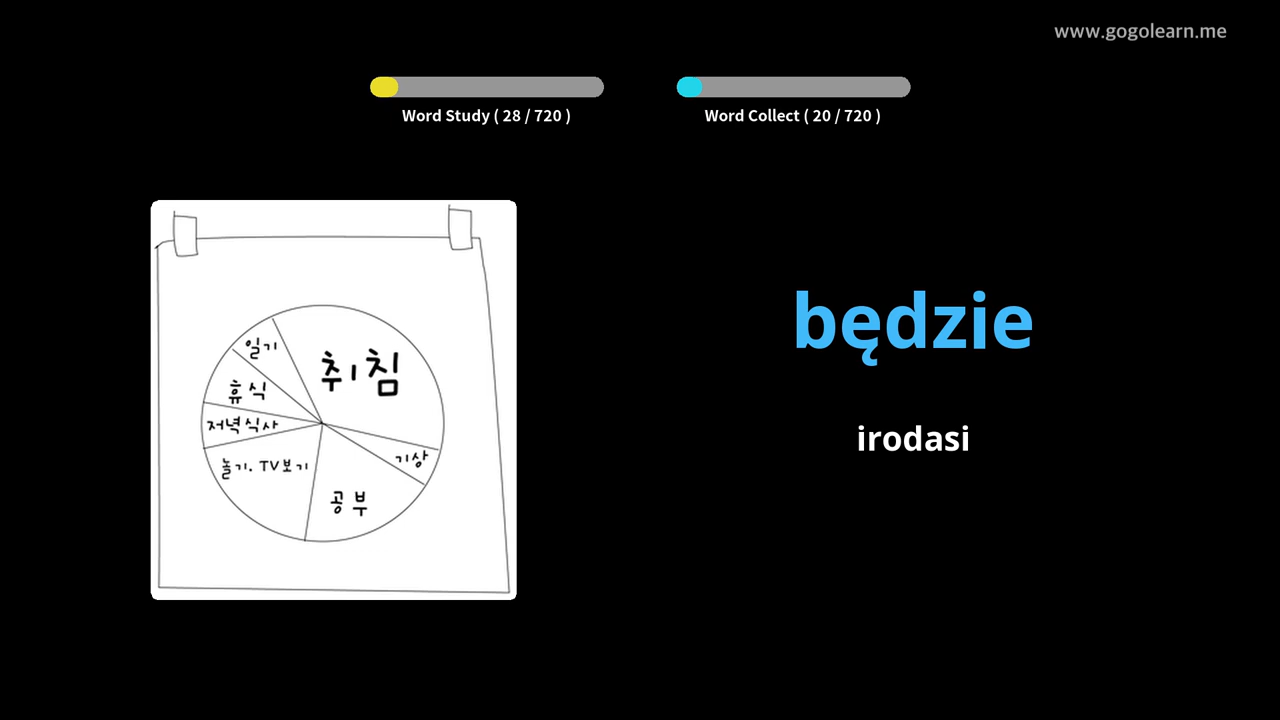 www.gogolearn.me
Word Study ( 28 / 720 )
Word Collect ( 20 / 720 )
일기
취침
휴식
저녁식사
놀기. TV보기
기상
공부
będzie
irodasi